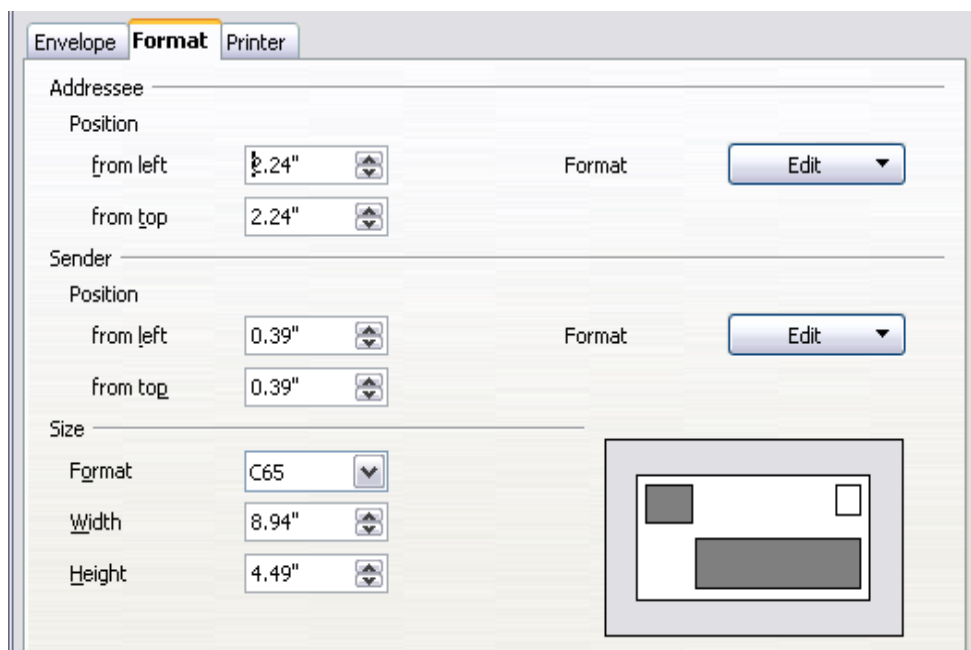 Envelope Format Printer
Addressee
Position
from left 2.24" Format Edit
from top 2.24"
Sender
Position
from left 0.39" Format Edit
from top 0.39"
Size
Format C65
Width 8.94"
Height 4.49"